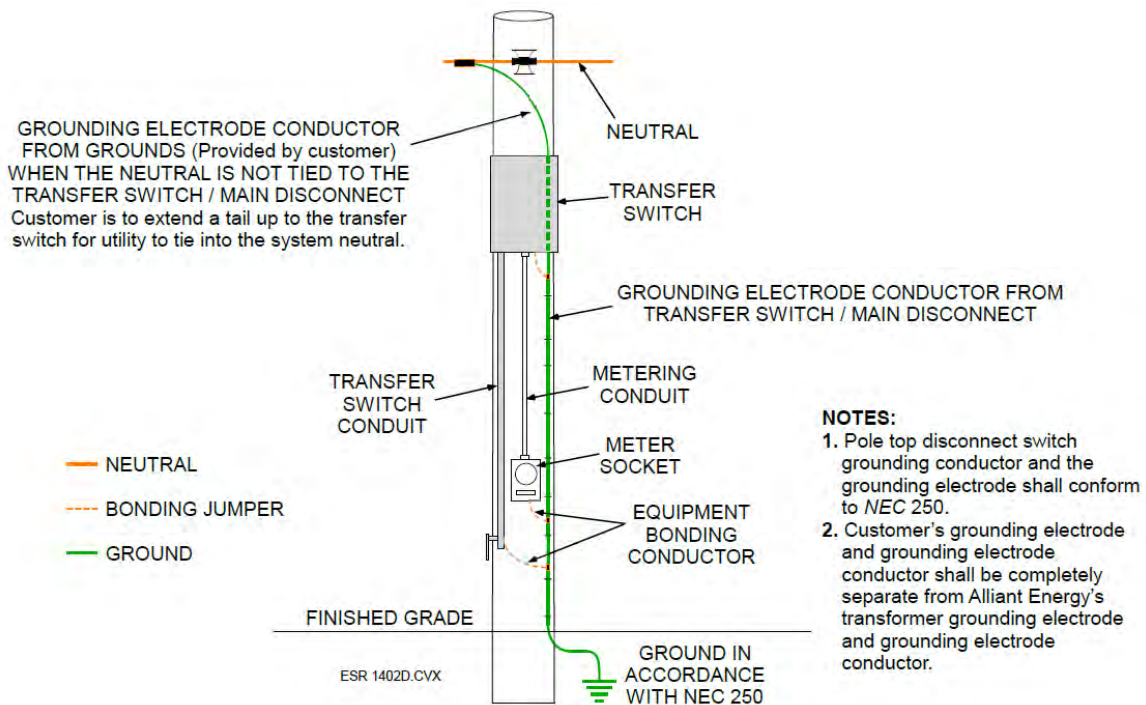 GROUNDING ELECTRODE CONDUCTOR
FROM GROUNDS (Provided by customer)
WHEN THE NEUTRAL IS NOT TIED TO THE
TRANSFER SWITCH / MAIN DISCONNECT
Customer is to extend a tail up to the transfer
switch for utility to tie into the system neutral.
NEUTRAL
TRANSFER
SWITCH
GROUNDING ELECTRODE CONDUCTOR FROM
TRANSFER SWITCH / MAIN DISCONNECT
TRANSFER
SWITCH
CONDUIT
METERING
CONDUIT
METER
SOCKET
EQUIPMENT
BONDING
CONDUCTOR
NEUTRAL
BONDING JUMPER
GROUND
NOTES:
1. Pole top disconnect switch
grounding conductor and the
grounding electrode shall conform
to NEC 250.
2. Customer's grounding electrode
and grounding electrode
conductor shall be completely
separate from Alliant Energy's
transformer grounding electrode
and grounding electrode
conductor.
FINISHED GRADE
ESR 1402D.CVX
GROUND IN
ACCORDANCE
WITH NEC 250